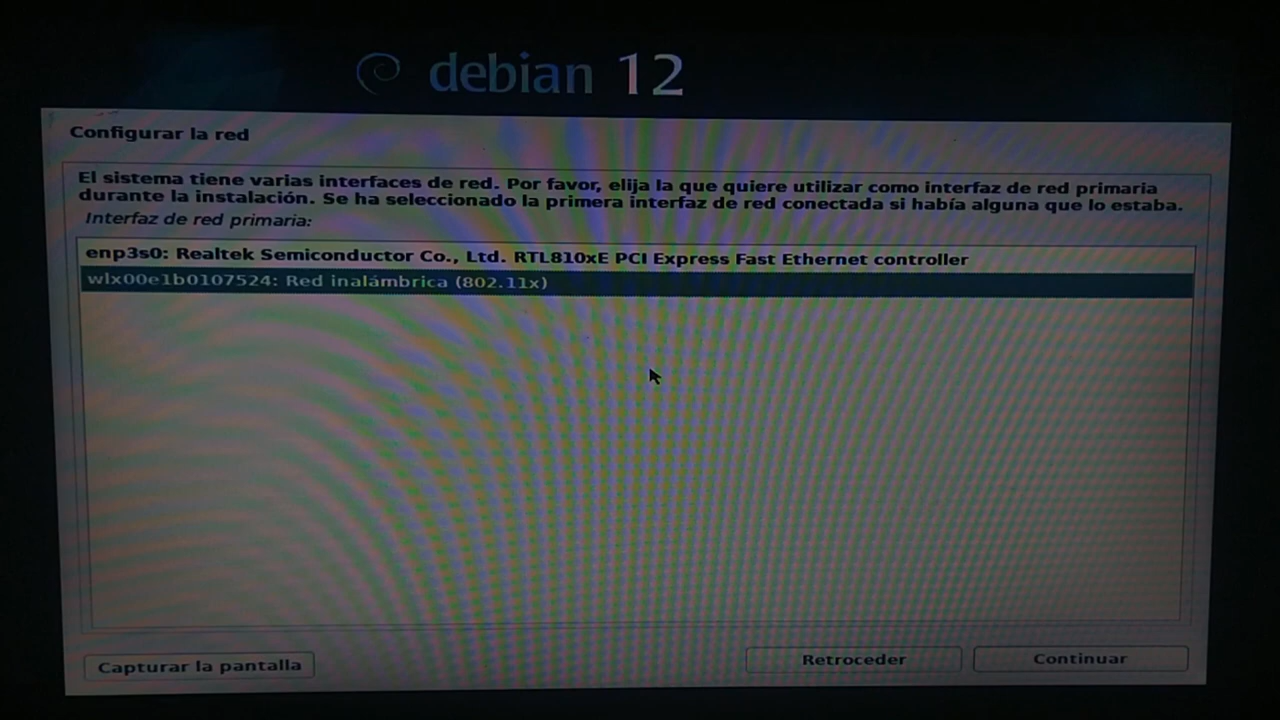 debian 12
Configurar la red
El sistema tiene varias interfaces de red. Por favor, elija la que quiere utilizar como interfaz de red primaria
durante la instalación. Se ha seleccionado la primera interfaz de red conectada si había alguna que lo estaba.
Interfaz de red primaria:
enp3s0: Realtek Semiconductor Co., Ltd. RTL810xE PCI Express Fast Ethernet controller
wlx00e1b0107524: Red inalámbrica (802.11x)
Capturar la pantalla
Retroceder
Continuar